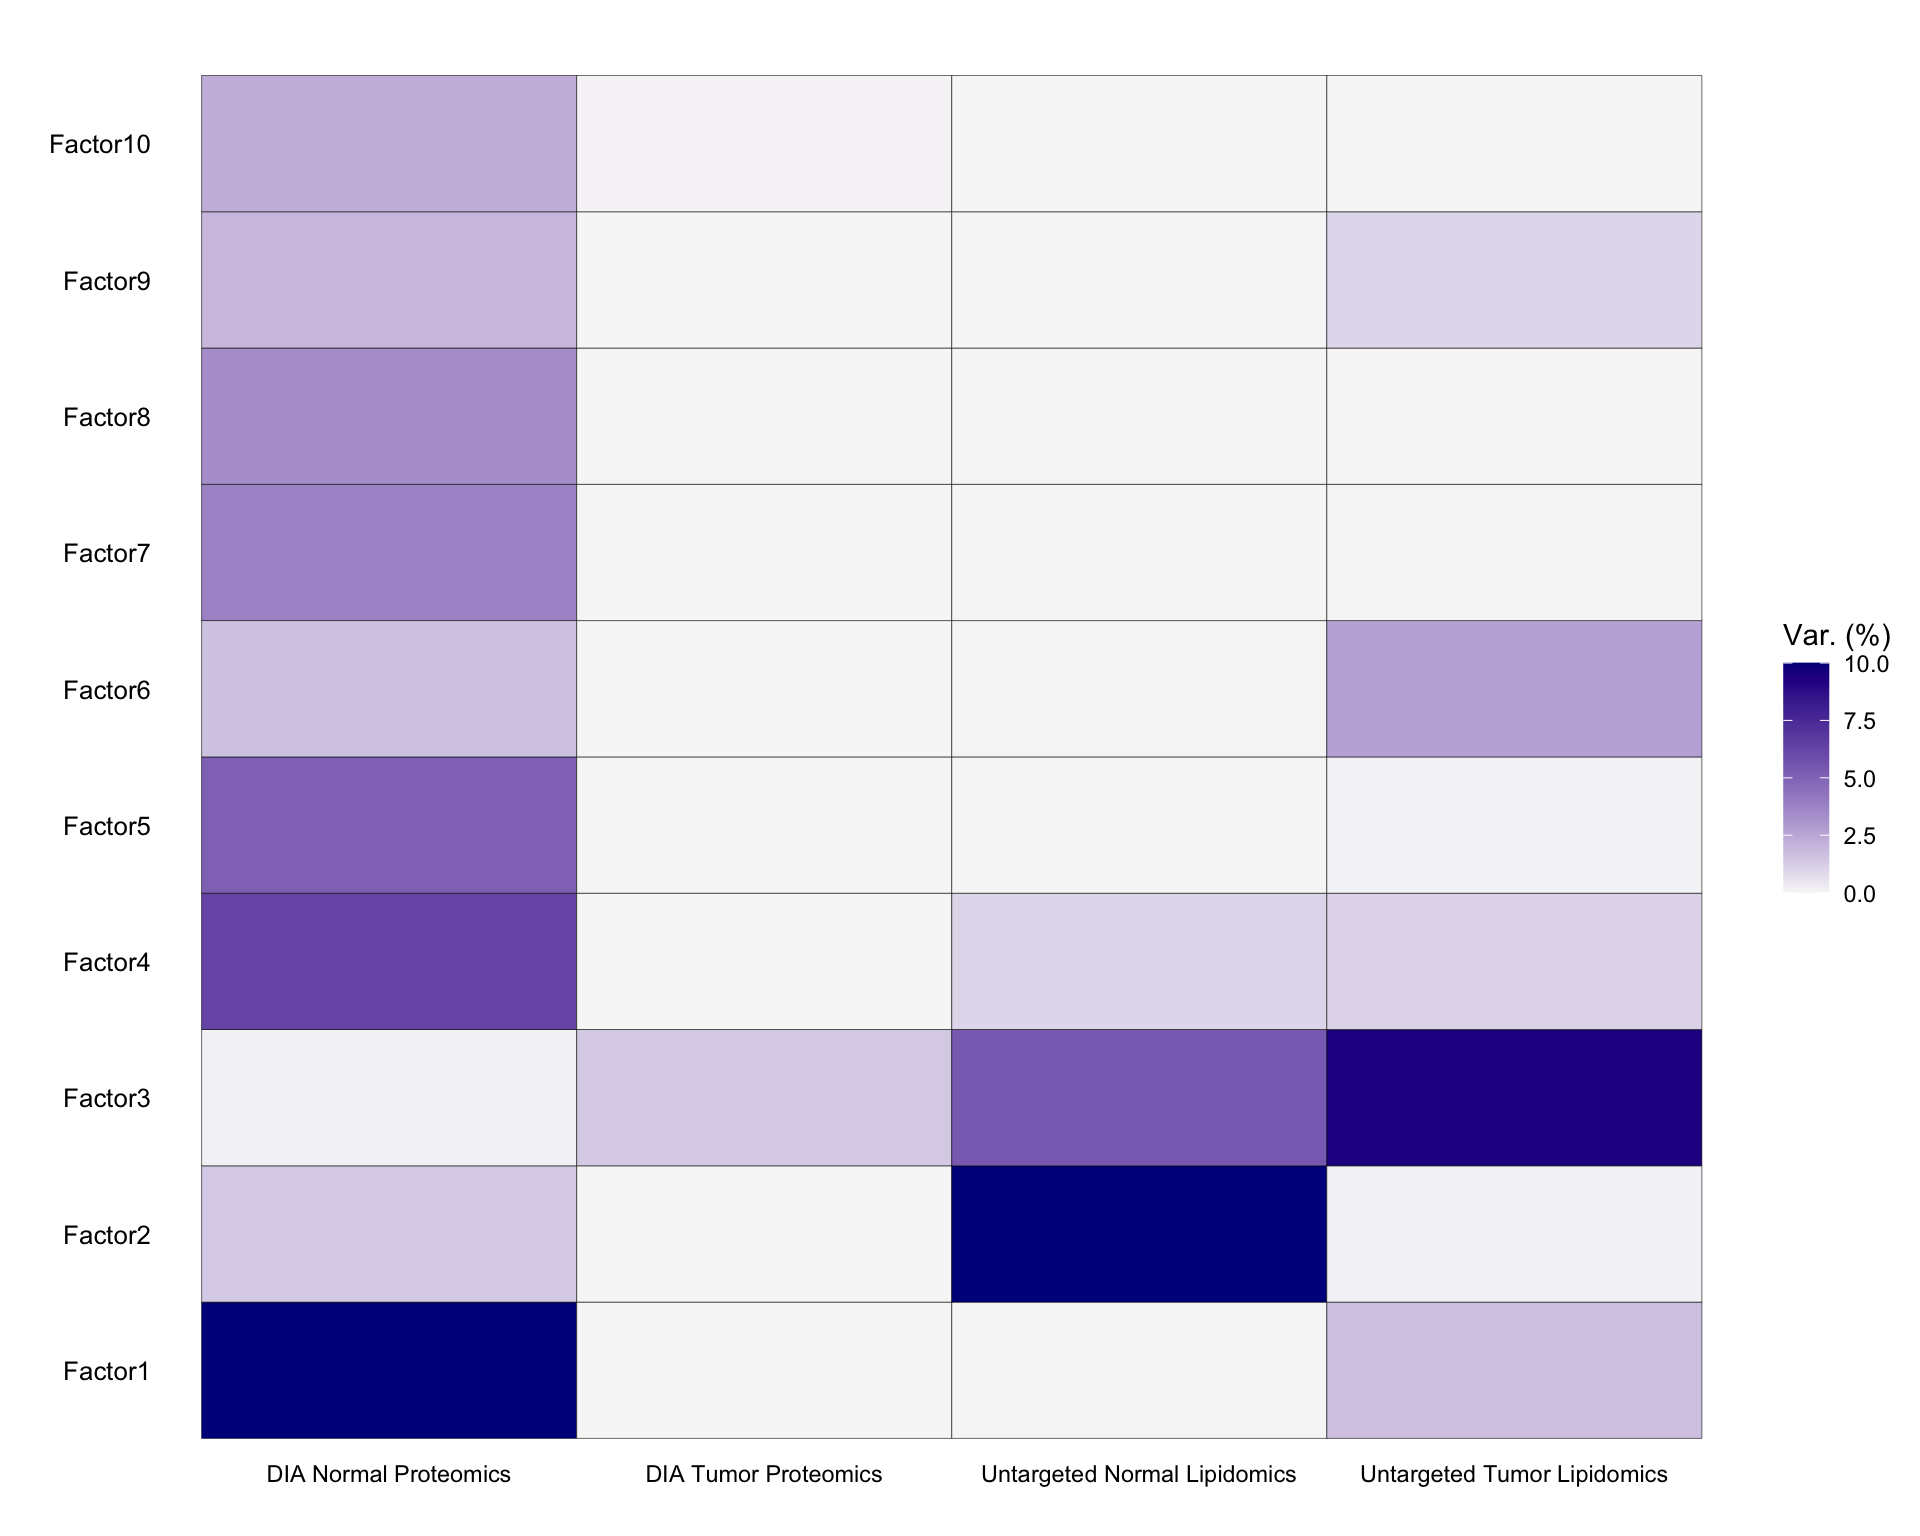 Factor10
Factor9
Factor8
Factor7
Factor6
Factor5
Factor4
Factor3
Factor2
Factor1
DIA Normal Proteomics
DIA Tumor Proteomics
Untargeted Normal Lipidomics
Untargeted Tumor Lipidomics
Var. (%)
10.0
7.5
5.0
2.5
0.0